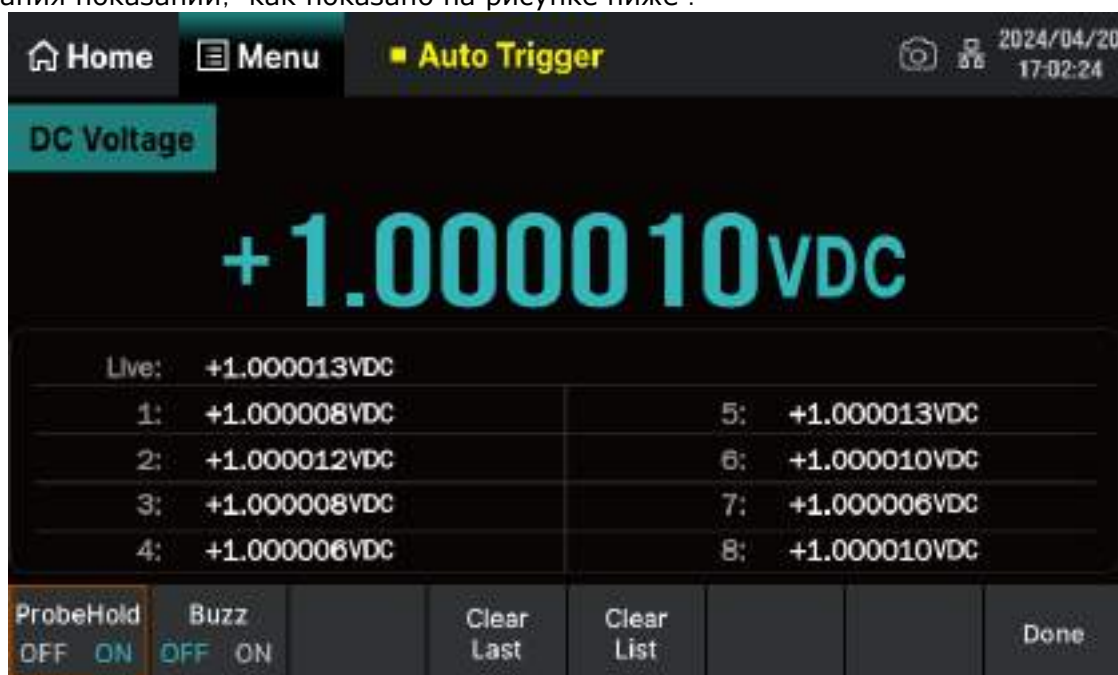 ания показаний, как показано на рисунке ниже .
Home Menu Auto Trigger 2024/04/20
17:02:24
DC Voltage
+1.000010VDC
Live: +1.000013VDC
1: +1.000008VDC 5: +1.000013VDC
2: +1.000012VDC 6: +1.000010VDC
3: +1.000008VDC 7: +1.000006VDC
4: +1.000006VDC 8: +1.000010VDC
ProbeHold Buzz Clear Clear Done
OFF ON OFF ON Last List